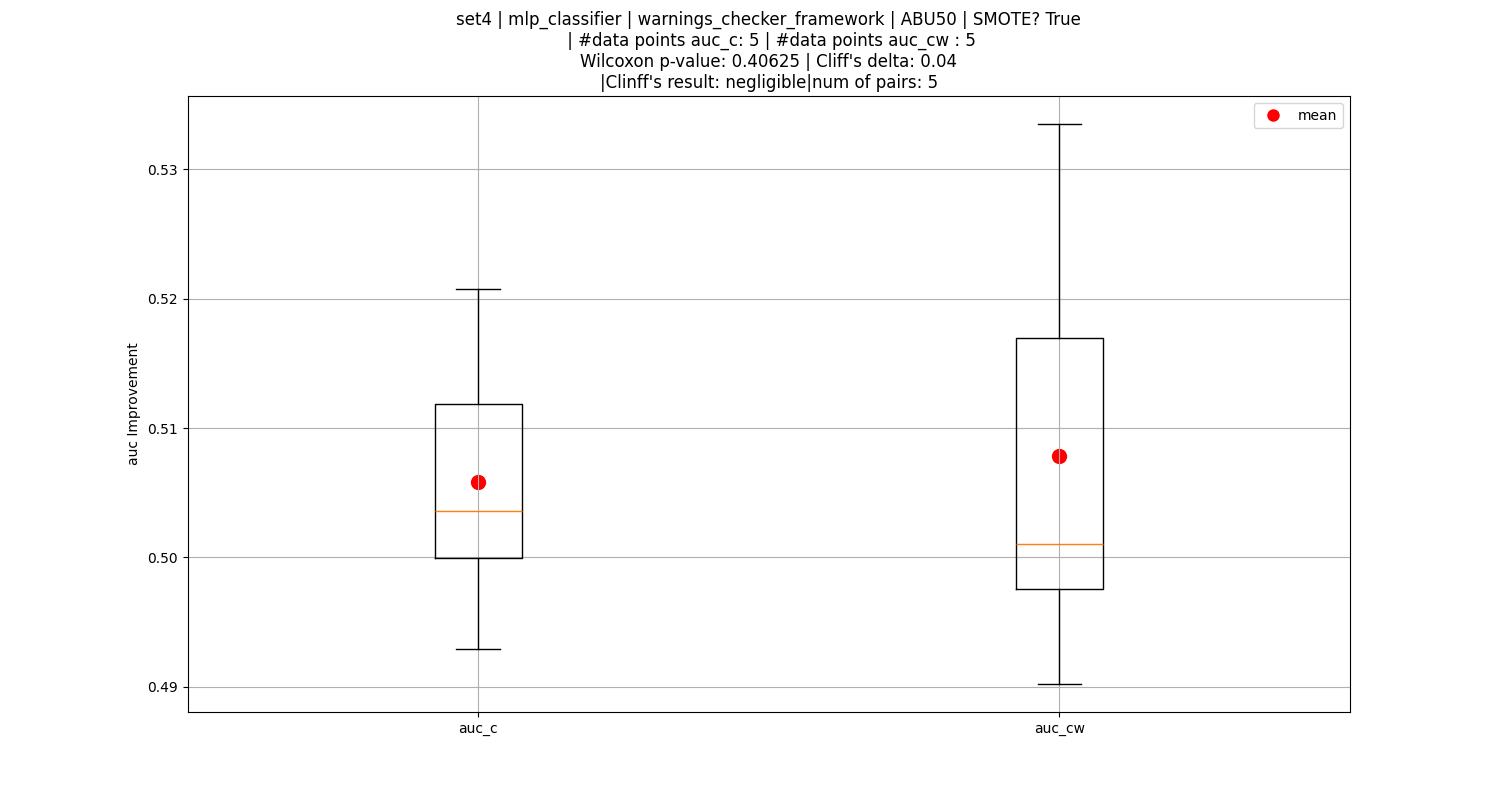 set4 | mlp_classifier | warnings_checker_framework | ABU50 | SMOTE? True
| #data points auc_c: 5 | #data points auc_cw : 5
Wilcoxon p-value: 0.40625 | Cliff's delta: 0.04
|Clinff's result: negligible|num of pairs: 5
mean
0.53
0.52
0.51
0.50
0.49
auc Improvement
auc_c
auc_cw